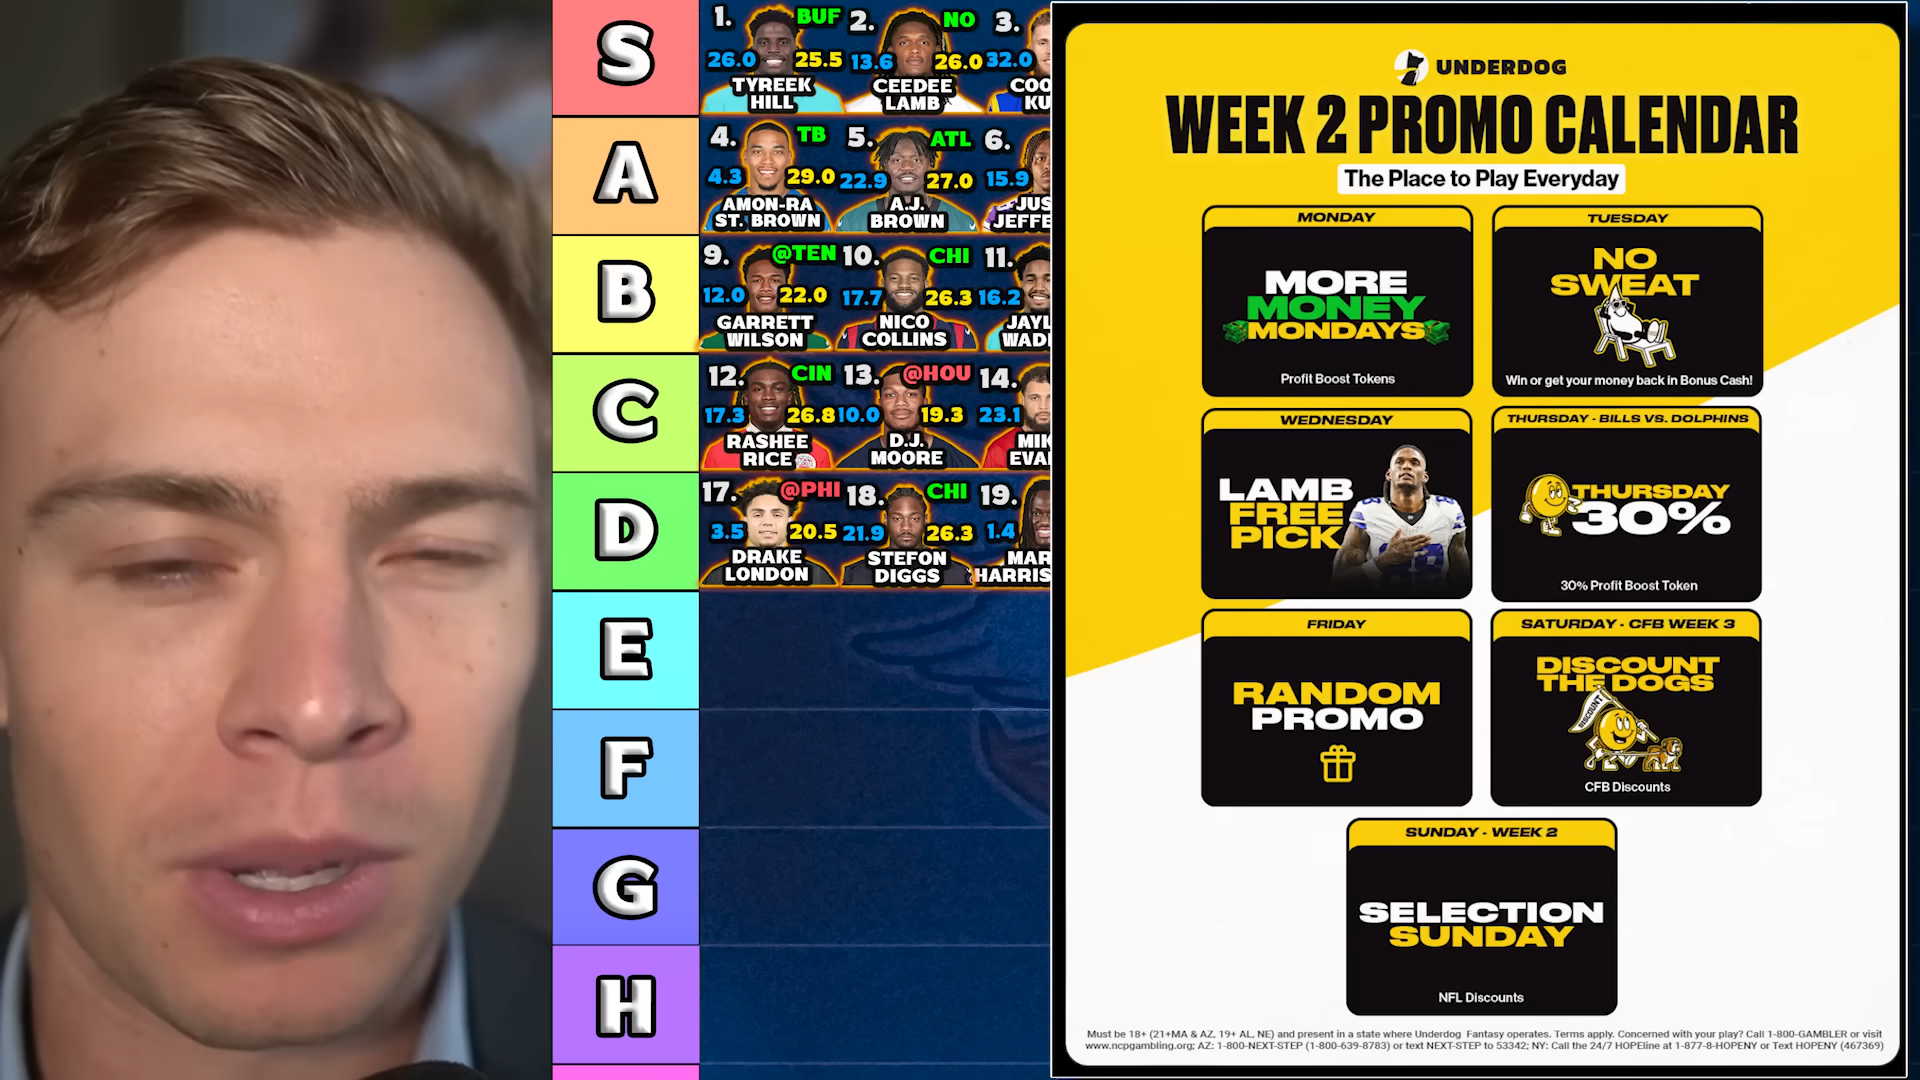 S
1. BUF
26.0 25.5
TYREEK
HILL
2. NO
13.6 26.0
CEEDEE
LAMB
3.
32.0
COO
KU
A
4. TB
4.3 29.0
AMON-RA
ST. BROWN
5. ATL
22.9 27.0
A.J.
BROWN
6.
15.9
JUS
JEFFE
B
9. @TEN
12.0 22.0
GARRETT
WILSON
10. CHI
17.7 26.3
NICO
COLLINS
11.
16.2
JAYL
WAD
C
12. CIN
17.3 26.8
RASHEE
RICE
13. @HOU
10.0 19.3
D.J.
MOORE
14.
23.1
MIK
EVA
D
17. @PHI
3.5 20.5
DRAKE
LONDON
18. CHI
21.9 26.3
STEFON
DIGGS
19.
1.4
MAR
HARRIS
E
F
G
H
UNDERDOG
WEEK 2 PROMO CALENDAR
The Place to Play Everyday
MONDAY
MORE
MONEY
MONDAYS
Profit Boost Tokens
TUESDAY
NO
SWEAT
Win or get your money back in Bonus Cash!
WEDNESDAY
LAMB
FREE
PICK
THURSDAY - BILLS VS. DOLPHINS
THURSDAY
30%
30% Profit Boost Token
FRIDAY
RANDOM
PROMO
SATURDAY - CFB WEEK 3
DISCOUNT
THE DOGS
DISCOUNT
CFB Discounts
SUNDAY - WEEK 2
SELECTION
SUNDAY
NFL Discounts
Must be 18+ (21+MA & AZ, 19+ AL, NE) and present in a state where Underdog Fantasy operates. Terms apply. Concerned with your play? Call 1-800-GAMBLER or visit
www.ncpgambling.org; AZ: 1-800-NEXT-STEP (1-800-639-8783) or text NEXT-STEP to 53342; NY: Call the 24/7 HOPEline at 1-877-8-HOPENY or Text HOPENY (467369)